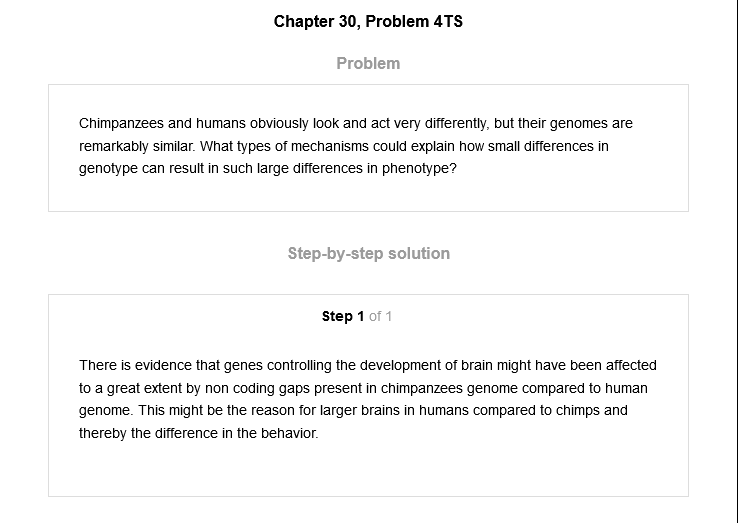 Chapter 30, Problem 4TS
Problem
Chimpanzees and humans obviously look and act very differently, but their genomes are
remarkably similar. What types of mechanisms could explain how small differences in
genotype can result in such large differences in phenotype?
Step-by-step solution
Step 1 of 1
There is evidence that genes controlling the development of brain might have been affected
to a great extent by non coding gaps present in chimpanzees genome compared to human
genome. This might be the reason for larger brains in humans compared to chimps and
thereby the difference in the behavior.